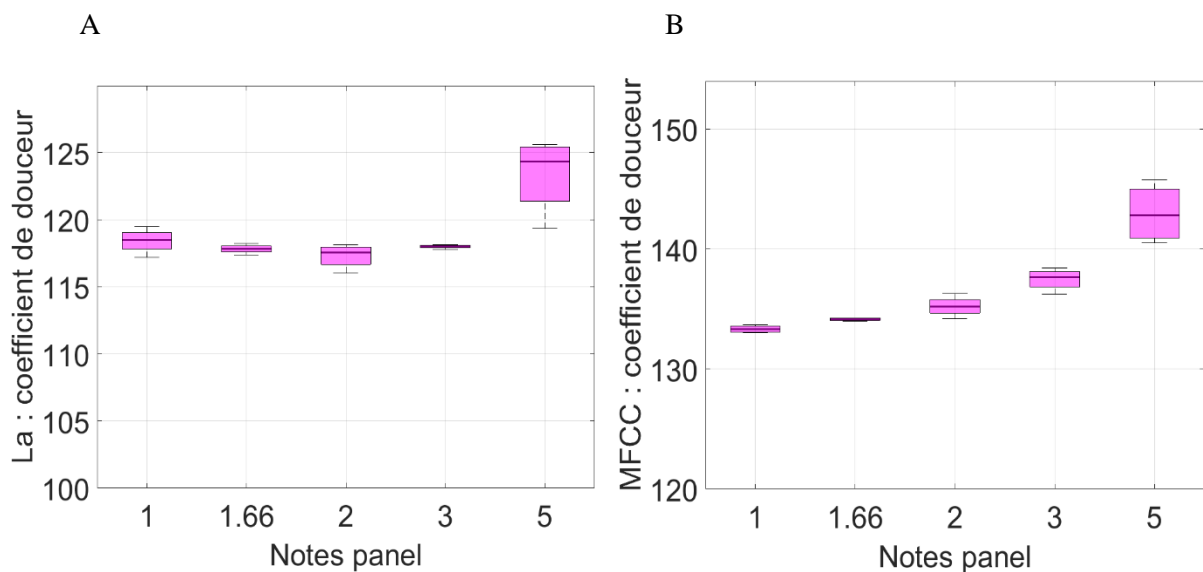 A
La : coefficient de douceur
125
120
115
110
105
100
1 1.66 2 3 5
Notes panel
B
MFCC : coefficient de douceur
150
140
130
120
1 1.66 2 3 5
Notes panel